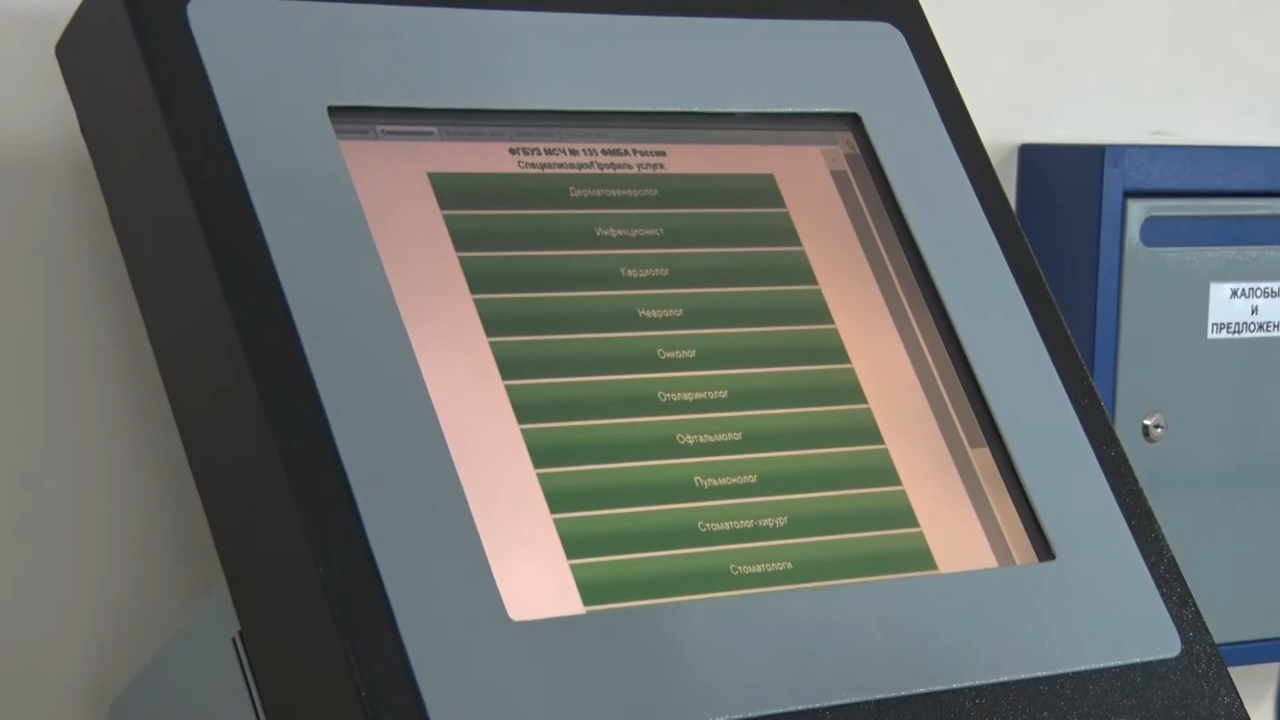 ФГБУЗ МСЧ № 135 ФМБА России
Специализация/Профиль услуги:
Дерматовенеролог
Инфекционист
Кардиолог
Невролог
Онколог
Отоларинголог
Офтальмолог
Пульмонолог
Стоматолог-хирург
Стоматологи
ЖАЛОБЫ
И
ПРЕДЛОЖЕН